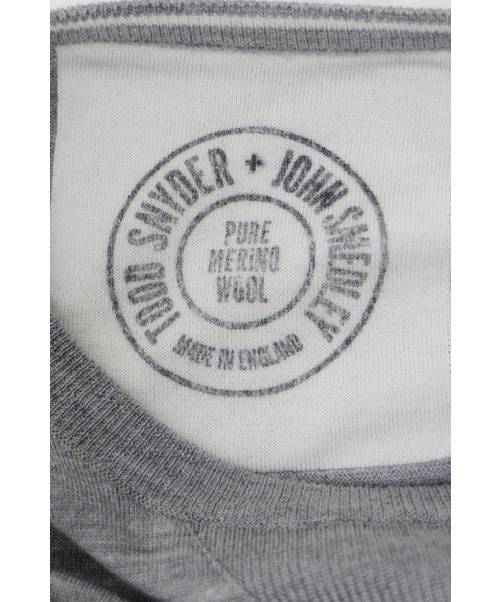 TODD SNYDER + JOHN SMEDLEY
PURE
MERINO
WOOL
MADE IN ENGLAND